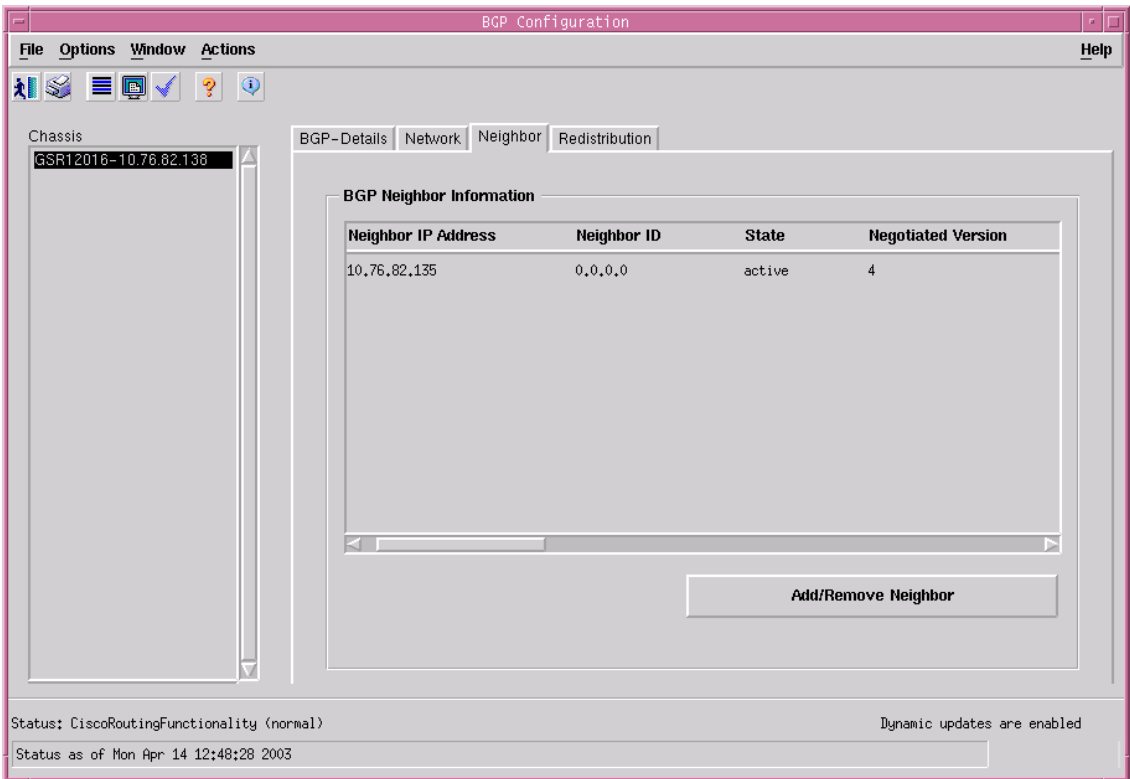 BGP Configuration
File Options Window Actions Help
Chassis
GSR12016-10.76.82.138
BGP-Details Network Neighbor Redistribution
BGP Neighbor Information
Neighbor IP Address Neighbor ID State Negotiated Version
10.76.82.135 0.0.0.0 active 4
Add/Remove Neighbor
Status: CiscoRoutingFunctionality (normal) Dynamic updates are enabled
Status as of Mon Apr 14 12:48:28 2003